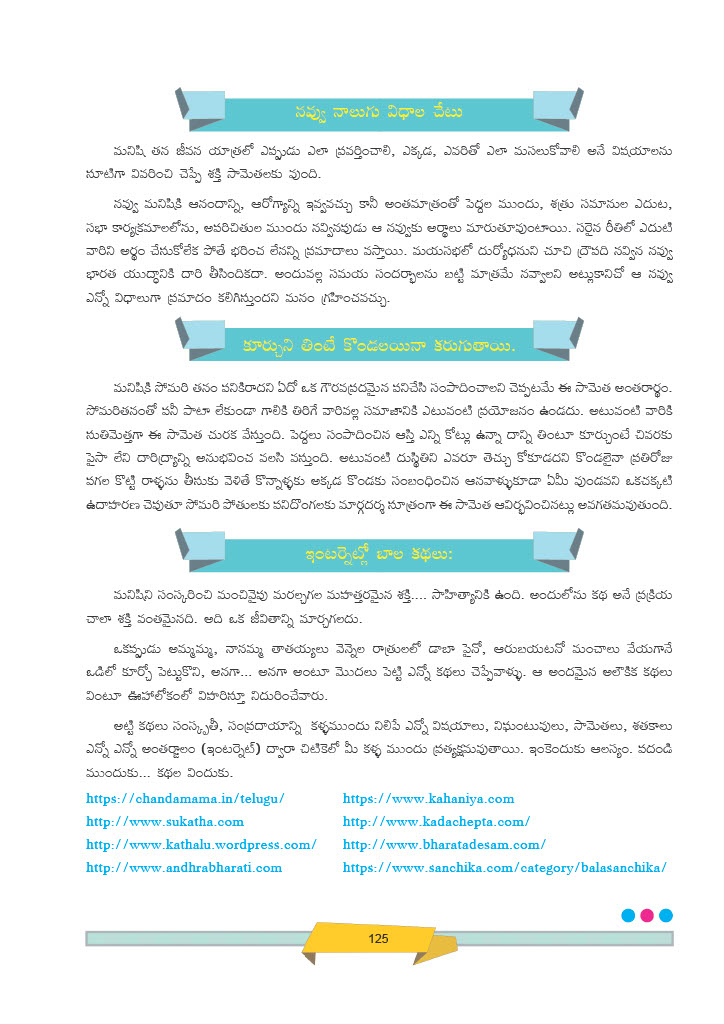 నవ్వు నాలుగు విధాల చేటు
మనిషి తన జీవన యాత్రలో ఎప్పుడు ఎలా ప్రవర్తించాలి, ఎక్కడ, ఎవరితో ఎలా మసలుకోవాలి అనే విషయాలను
సూటిగా వివరించి చెప్పే శక్తి సామెతలకు వుంది.
నవ్వు మనిషికి ఆనందాన్ని, ఆరోగ్యాన్ని ఇవ్వవచ్చు కానీ అంతమాత్రంతో పెద్దల ముందు, శత్రు సమానుల ఎదుట,
సభా కార్యక్రమాలలోను, అపరిచితుల ముందు నవ్వినపుడు ఆ నవ్వుకు అర్థాలు మారుతూవుంటాయి. సరైన రీతిలో ఎదుటి
వారిని అర్థం చేసుకోలేక పోతే భరించ లేనన్ని ప్రమాదాలు వస్తాయి. మయసభలో దుర్యోధనుని చూచి ద్రౌపది నవ్విన నవ్వు
భారత యుద్ధానికి దారి తీసిందికదా. అందువల్ల సమయ సందర్భాలను బట్టి మాత్రమే నవ్వాలని అట్లుకానిచో ఆ నవ్వు
ఎన్నో విధాలుగా ప్రమాదం కలిగిస్తుందని మనం గ్రహించవచ్చు.
కూర్చుని తింటే కొండలయినా కరుగుతాయి.
మనిషికి సోమరి తనం పనికిరాదని ఏదో ఒక గౌరవప్రదమైన పనిచేసి సంపాదించాలని చెప్పటమే ఈ సామెత అంతరార్థం.
సోమరితనంతో పనీ పాటా లేకుండా గాలికి తిరిగే వారివల్ల సమాజానికి ఎటువంటి ప్రయోజనం ఉండదు. అటువంటి వారికి
సుతిమెత్తగా ఈ సామెత చురక వేస్తుంది. పెద్దలు సంపాదించిన ఆస్తి ఎన్ని కోట్లు ఉన్నా దాన్ని తింటూ కూర్చుంటే చివరకు
పైసా లేని దారిద్ర్యాన్ని అనుభవించ వలసి వస్తుంది. అటువంటి దుస్థితిని ఎవరూ తెచ్చు కోకూడదని కొండలైనా ప్రతిరోజు
పగల కొట్టి రాళ్ళను తీసుకు వెళితే కొన్నాళ్ళకు అక్కడ కొండకు సంబంధించిన ఆనవాళ్ళుకూడా ఏమీ వుండవని ఒకచక్కటి
ఉదాహరణ చెపుతూ సోమరి పోతులకు పనిదొంగలకు మార్గదర్శ సూత్రంగా ఈ సామెత ఆవిర్భవించినట్లు అవగతమవుతుంది.
ఇంటర్నెట్లో బాల కథలు:
మనిషిని సంస్కరించి మంచివైపు మరల్చగల మహత్తరమైన శక్తి.... సాహిత్యానికి ఉంది. అందులోను కథ అనే ప్రక్రియ
చాలా శక్తి వంతమైనది. అది ఒక జీవితాన్ని మార్చగలదు.
ఒకప్పుడు అమ్మమ్మ, నానమ్మ తాతయ్యలు వెన్నెల రాత్రులలో డాబా పైనో, ఆరుబయటనో మంచాలు వేయగానే
ఒడిలో కూర్చో పెట్టుకొని, అనగా... అనగా అంటూ మొదలు పెట్టి ఎన్నో కథలు చెప్పేవాళ్ళు. ఆ అందమైన అలౌకిక కథలు
వింటూ ఊహాలోకంలో విహరిస్తూ నిదురించేవారు.
అట్టి కథలు సంస్కృతీ, సంప్రదాయాన్ని కళ్ళముందు నిలిపే ఎన్నో విషయాలు, నిఘంటువులు, సామెతలు, శతకాలు
ఎన్నో ఎన్నో అంతర్జాలం (ఇంటర్నెట్) ద్వారా చిటికెలో మీ కళ్ళ ముందు ప్రత్యక్షమవుతాయి. ఇంకెందుకు ఆలస్యం. పదండి
ముందుకు... కథల విందుకు.
https://chandamama.in/telugu/ https://www.kahaniya.com
http://www.sukatha.com http://www.kadachepta.com/
http://www.kathalu.wordpress.com/ http://www.bharatadesam.com/
http://www.andhrabharati.com https://www.sanchika.com/category/balasanchika/
125